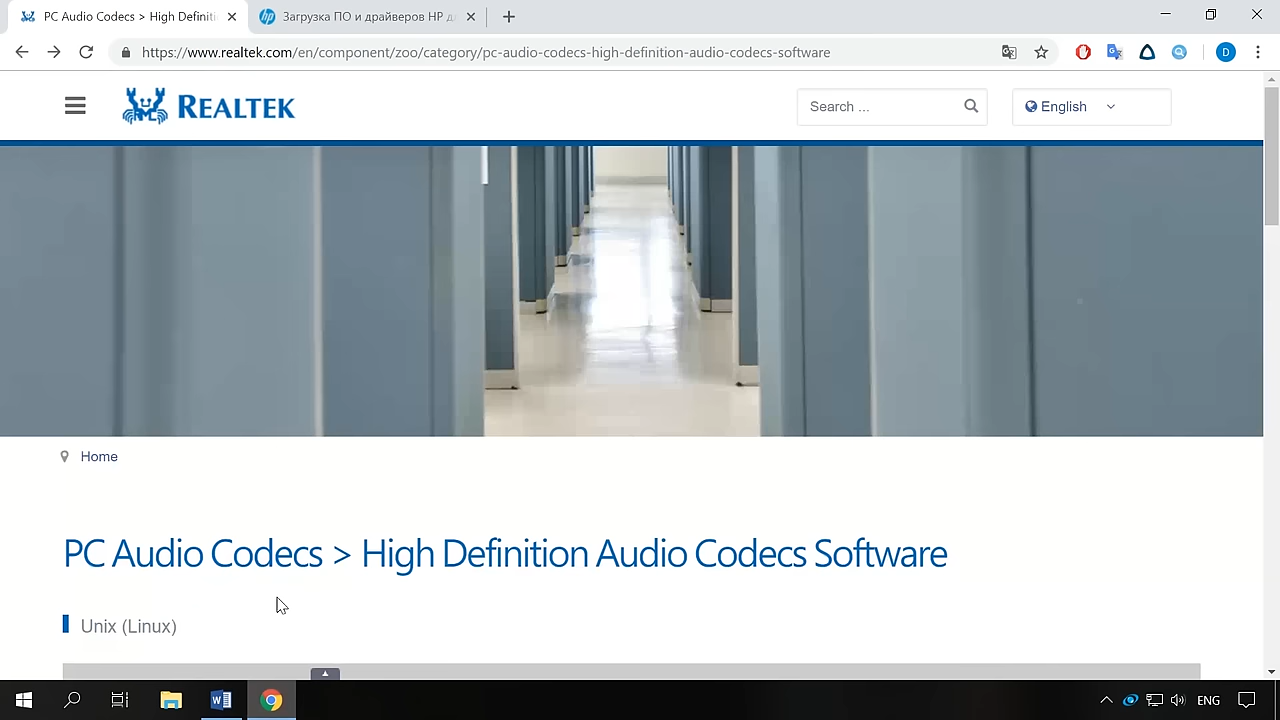 PC Audio Codecs > High Definiti
Загрузка ПО и драйверов HP д
https://www.realtek.com/en/component/zoo/category/pc-audio-codecs-high-definition-audio-codecs-software
D
REALTEK
Search ...
English
Home
PC Audio Codecs > High Definition Audio Codecs Software
Unix (Linux)
ENG